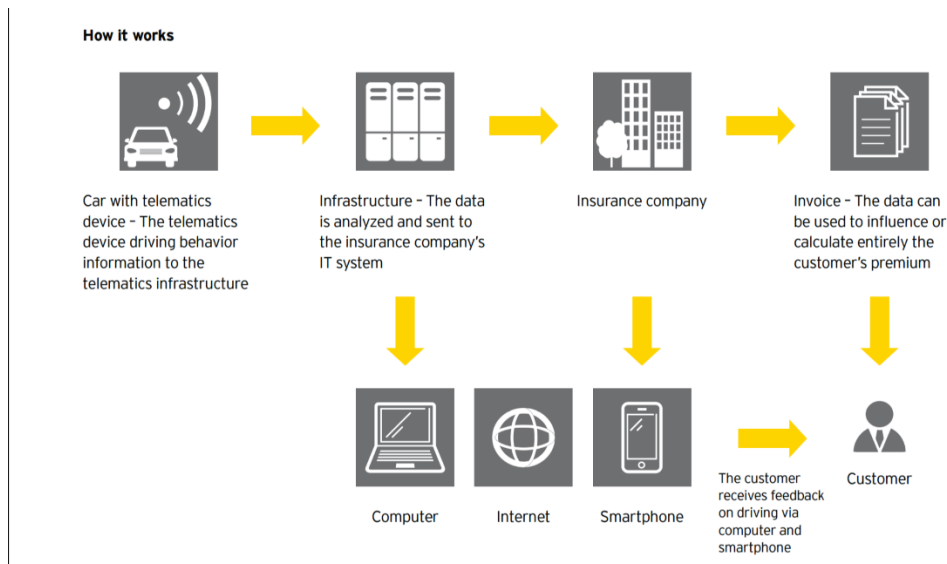 How it works
Car with telematics
device – The telematics
device driving behavior
information to the
telematics infrastructure
Infrastructure – The data
is analyzed and sent to
the insurance company’s
IT system
Insurance company
Invoice – The data can
be used to influence or
calculate entirely the
customer’s premium
Computer
Internet
Smartphone
The customer
receives feedback
on driving via
computer and
smartphone
Customer